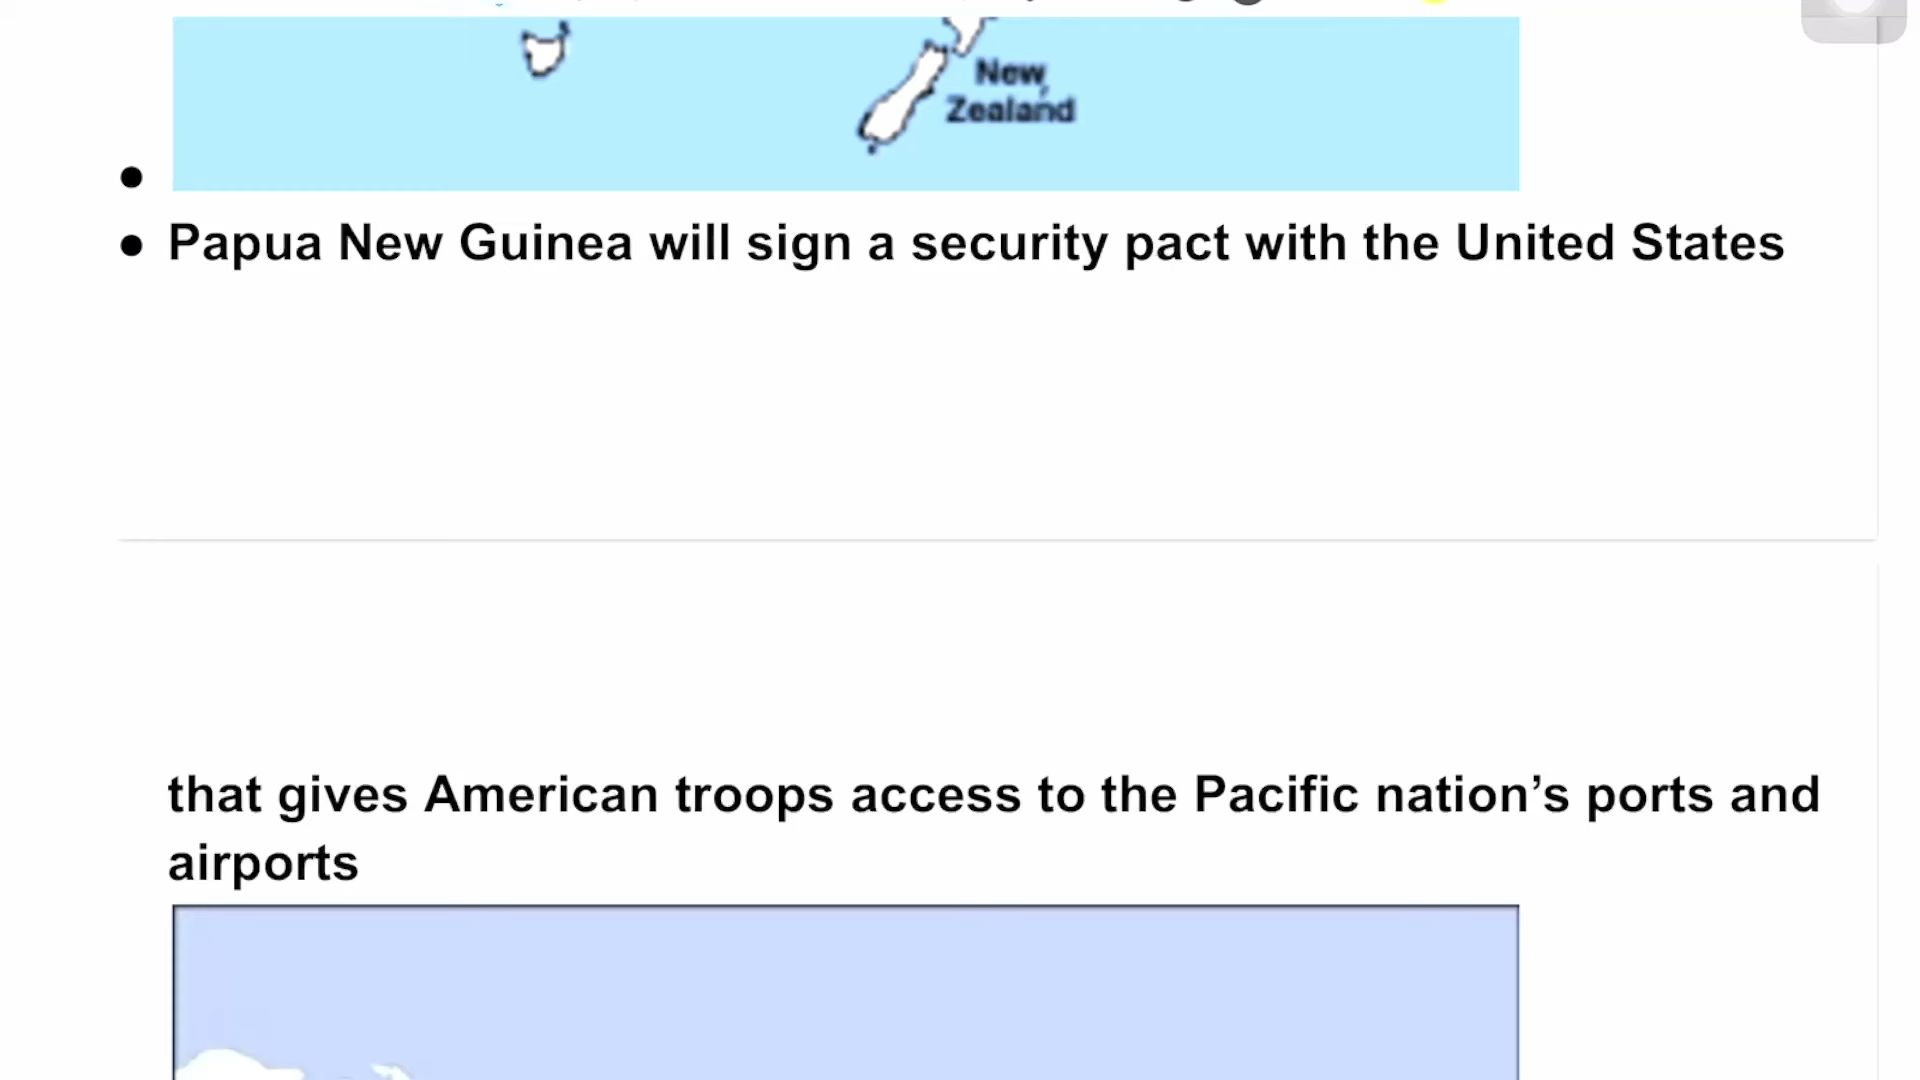 New
Zealand
Papua New Guinea will sign a security pact with the United States
that gives American troops access to the Pacific nation’s ports and
airports